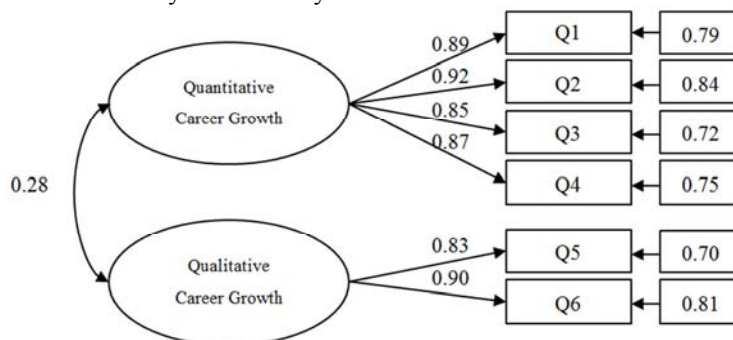 0.89
Q1
0.79
Quantitative
Career Growth
0.92
Q2
0.84
0.85
Q3
0.72
0.87
Q4
0.75
0.28
Qualitative
Career Growth
0.83
Q5
0.70
0.90
Q6
0.81